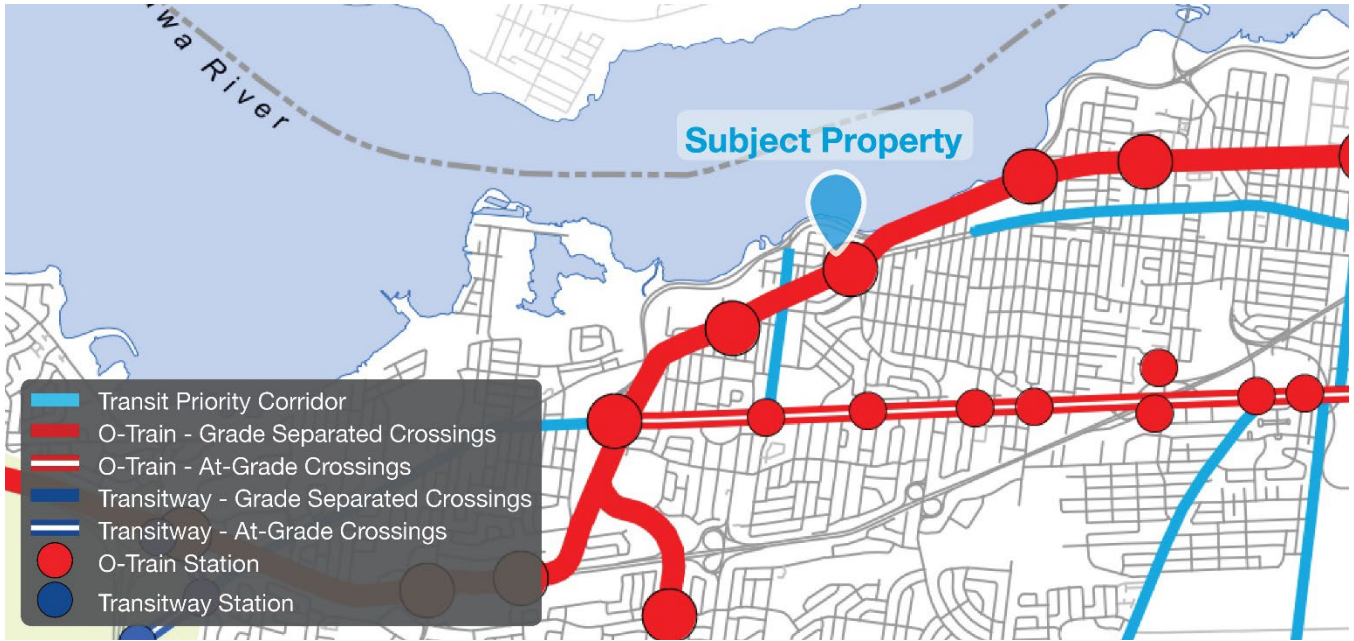 wa River
Subject Property
Transit Priority Corridor
O-Train - Grade Separated Crossings
O-Train - At-Grade Crossings
Transitway - Grade Separated Crossings
Transitway - At-Grade Crossings
O-Train Station
Transitway Station